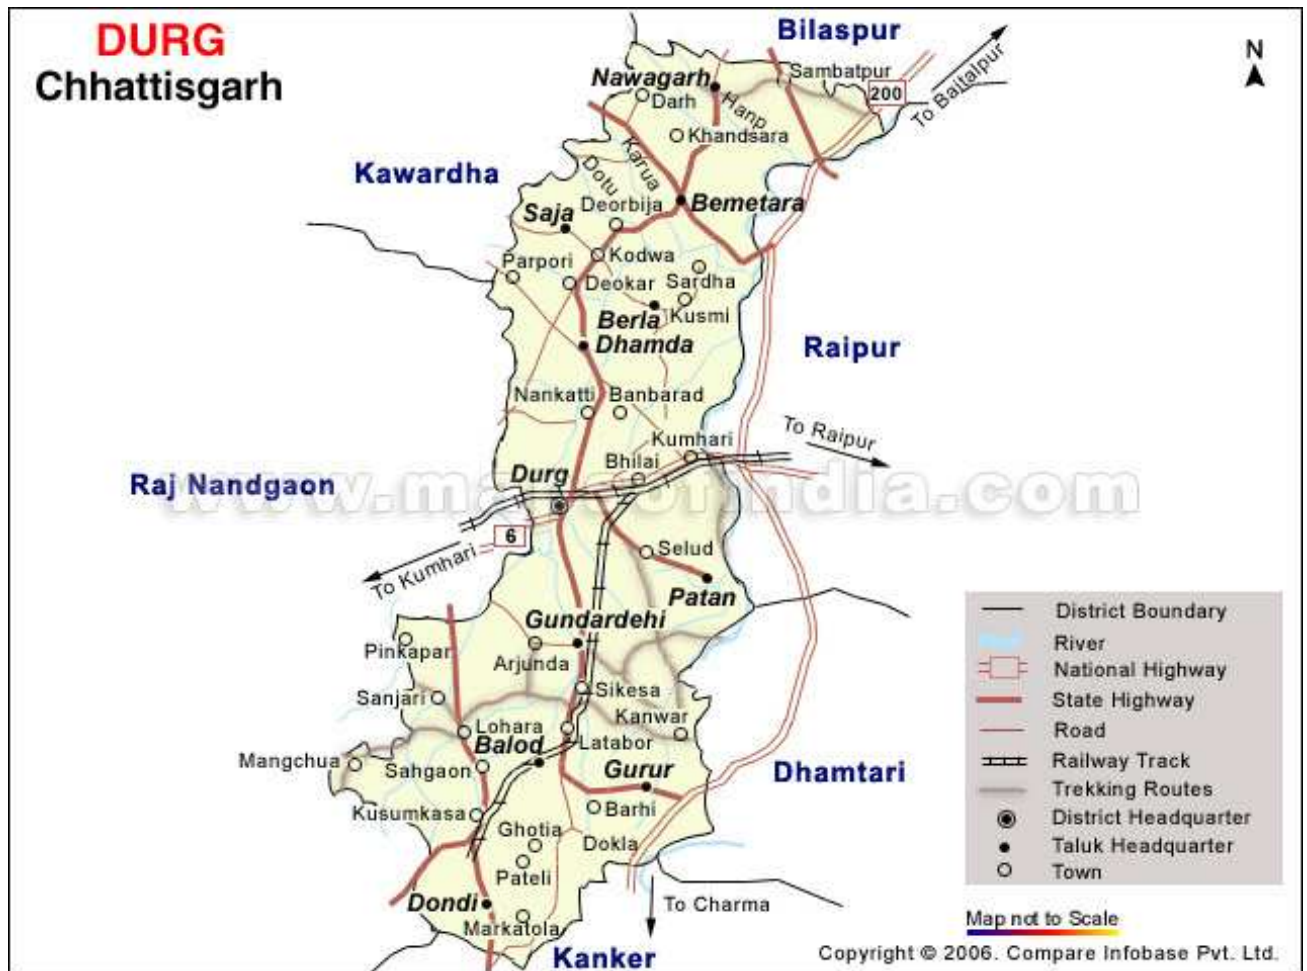 DURG
Chhattisgarh
Bilaspur
N
Nawagarh
Sambatpur
200
To Baitalpur
Darh
Hanp
Khandsara
Karua
Dotu
Kawardha
Deorbija
Bemetara
Saja
Parpori
Kodwa
Deokar
Sardha
Berla
Kusmi
Dhamda
Raipur
Nankatti
Banbarad
Kumhari
To Raipur
Bhilai
Durg
Raj Nandgaon
www.mapsofindia.com
6
To Kumhari
Selud
Patan
Gundardehi
Pinkapar
Arjunda
Sanjari
Sikesa
Kanwar
Lohara
Balod
Latabor
Mangchua
Sahgaon
Gurur
Dhamtari
Kusumkasa
Barhi
Ghotia
Dokla
Pateli
Dondi
To Charma
Markatola
Kanker
District Boundary
River
National Highway
State Highway
Road
Railway Track
Trekking Routes
District Headquarter
Taluk Headquarter
Town
Map not to Scale
Copyright © 2006. Compare Infobase Pvt. Ltd.